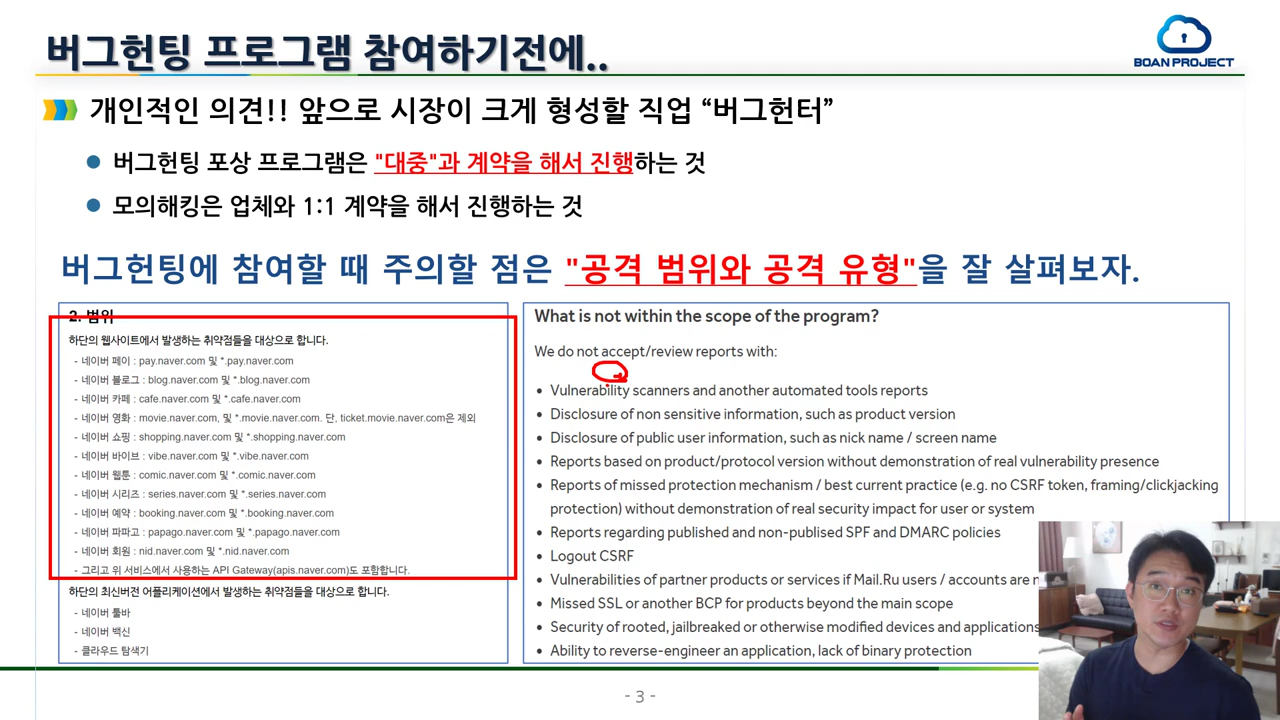 버그헌팅 프로그램 참여하기전에..
BOAN PROJECT
개인적인 의견!! 앞으로 시장이 크게 형성할 직업 “버그헌터”
버그헌팅 포상 프로그램은 "대중"과 계약을 해서 진행하는 것
모의해킹은 업체와 1:1 계약을 해서 진행하는 것
버그헌팅에 참여할 때 주의할 점은 "공격 범위와 공격 유형"을 잘 살펴보자.
2. 범위
하단의 웹사이트에서 발생하는 취약점들을 대상으로 합니다.
- 네이버 페이 : pay.naver.com 및 *.pay.naver.com
- 네이버 블로그 : blog.naver.com 및 *.blog.naver.com
- 네이버 카페 : cafe.naver.com 및 *.cafe.naver.com
- 네이버 영화 : movie.naver.com, 및 *.movie.naver.com. 단, ticket.movie.naver.com은 제외
- 네이버 쇼핑 : shopping.naver.com 및 *.shopping.naver.com
- 네이버 바이브 : vibe.naver.com 및 *.vibe.naver.com
- 네이버 웹툰 : comic.naver.com 및 *.comic.naver.com
- 네이버 시리즈 : series.naver.com 및 *.series.naver.com
- 네이버 예약 : booking.naver.com 및 *.booking.naver.com
- 네이버 파파고 : papago.naver.com 및 *.papago.naver.com
- 네이버 회원 : nid.naver.com 및 *.nid.naver.com
- 그리고 위 서비스에서 사용하는 API Gateway(apis.naver.com)도 포함합니다.
하단의 최신버전 어플리케이션에서 발생하는 취약점들을 대상으로 합니다.
- 네이버 툴바
- 네이버 백신
- 클라우드 탐색기
What is not within the scope of the program?
We do not accept/review reports with:
Vulnerability scanners and another automated tools reports
Disclosure of non sensitive information, such as product version
Disclosure of public user information, such as nick name / screen name
Reports based on product/protocol version without demonstration of real vulnerability presence
Reports of missed protection mechanism / best current practice (e.g. no CSRF token, framing/clickjacking
protection) without demonstration of real security impact for user or system
Reports regarding published and non-publised SPF and DMARC policies
Logout CSRF
Vulnerabilities of partner products or services if Mail.Ru users / accounts are
Missed SSL or another BCP for products beyond the main scope
Security of rooted, jailbroken or otherwise modified devices and applications
Ability to reverse-engineer an application, lack of binary protection
- 3 -